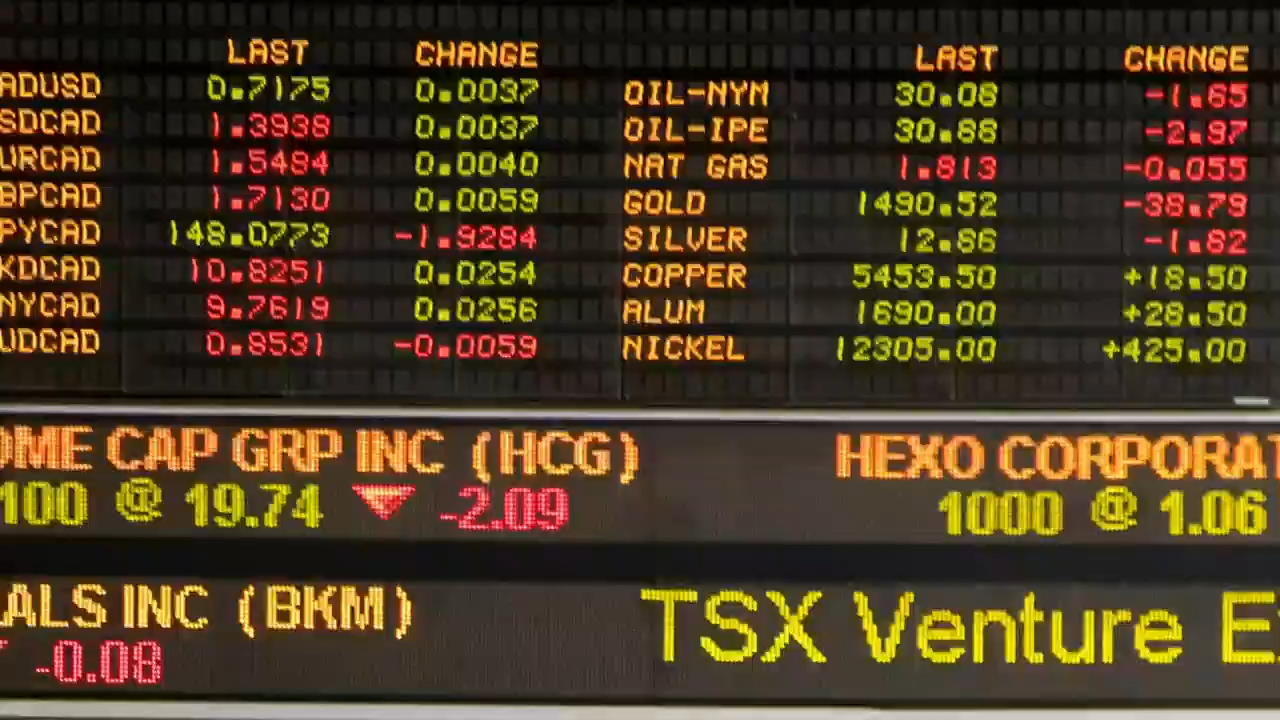 LAST CHANGE
ADUSD 0.7175 0.0037
SDCAD 1.3938 0.0037
URCAD 1.5484 0.0040
BPCAD 1.7130 0.0059
PYCAD 148.0773 -1.9284
KDCAD 10.8251 0.0254
NYCAD 9.7619 0.0256
UDCAD 0.8531 -0.0059
LAST CHANGE
OIL-NYM 30.08 -1.65
OIL-IPE 30.68 -2.97
NAT GAS 1.813 -0.055
GOLD 1490.52 -38.79
SILVER 12.86 -1.82
COPPER 5453.50 +18.50
ALUM 1690.00 +28.50
NICKEL 12305.00 +425.00
OME CAP GRP INC (HCG)
100 @ 19.74 ▼ -2.09
HEXO CORPORAT
1000 @ 1.06
ALS INC (BKM)
-0.08
TSX Venture E